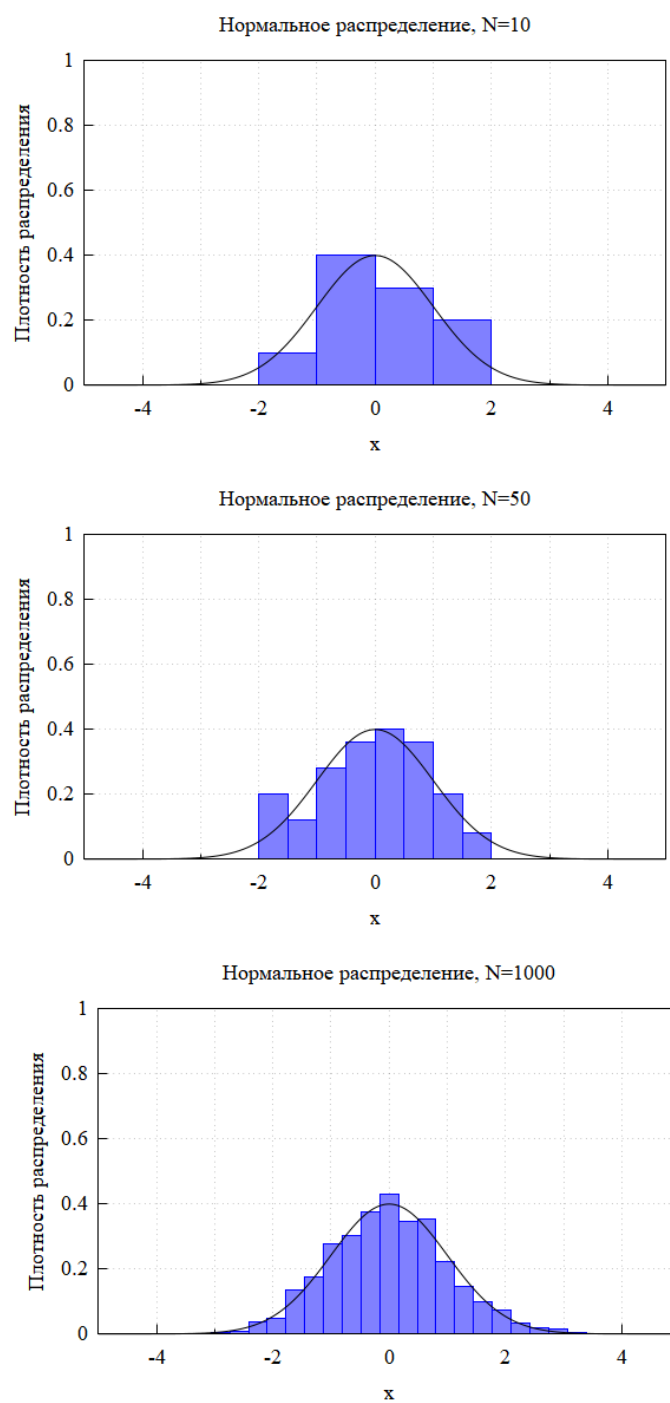 Нормальное распределение, N=10
1
0.8
0.6
0.4
0.2
0
Плотность распределения
-4 -2 0 2 4
x
Нормальное распределение, N=50
1
0.8
0.6
0.4
0.2
0
Плотность распределения
-4 -2 0 2 4
x
Нормальное распределение, N=1000
1
0.8
0.6
0.4
0.2
0
Плотность распределения
-4 -2 0 2 4
x